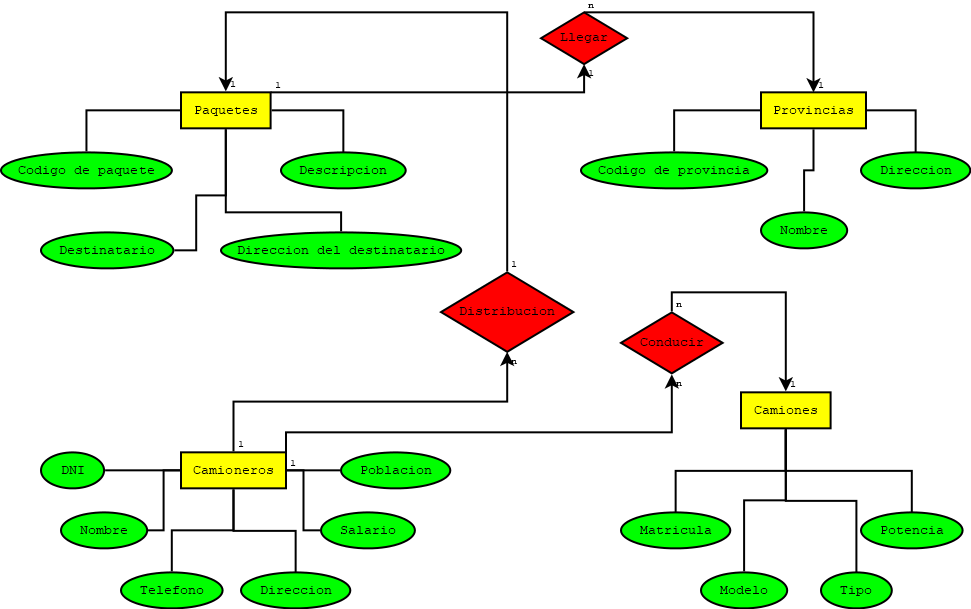 n
Llegar
1
1
1
1
Paquetes
Provincias
Codigo de paquete
Descripcion
Codigo de provincia
Direccion
Nombre
Destinatario
Direccion del destinatario
1
Distribucion
n
n
Conducir
n
1
Camiones
1
Camioneros
1
DNI
Poblacion
Nombre
Salario
Matricula
Potencia
Telefono
Direccion
Modelo
Tipo